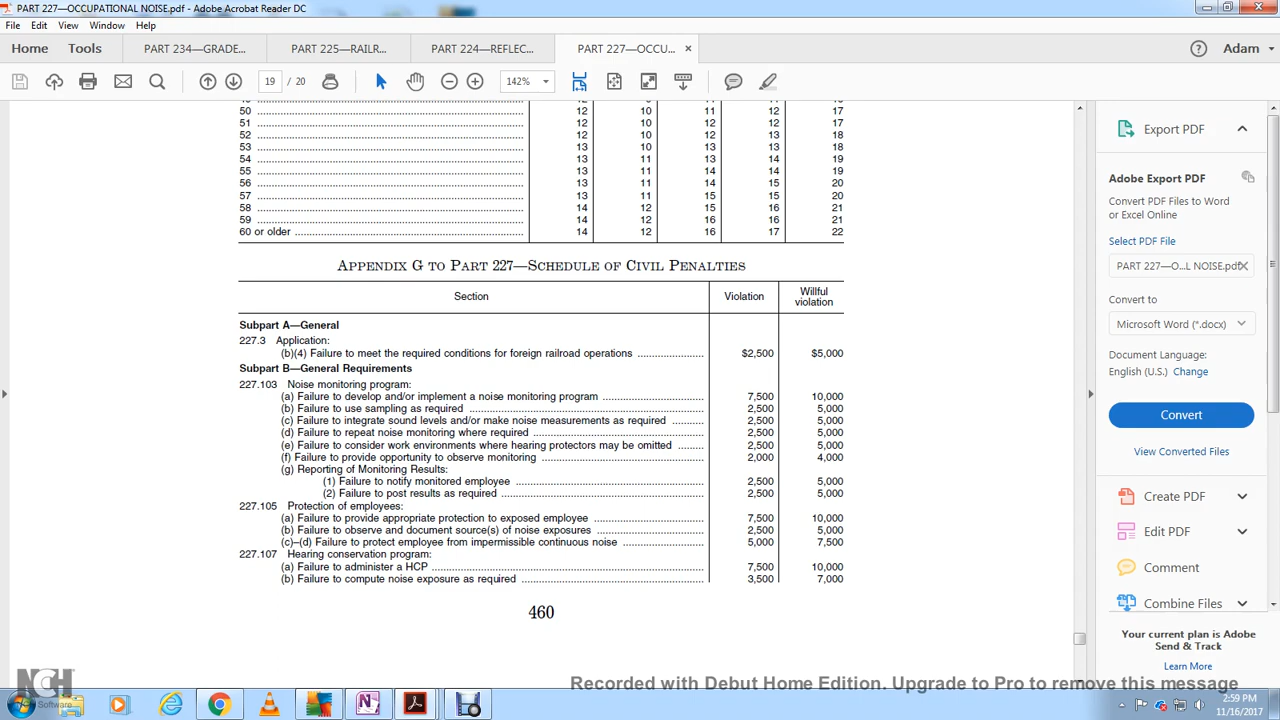 PART 227—OCCUPATIONAL NOISE.pdf - Adobe Acrobat Reader DC
File Edit View Window Help
Home Tools PART 234—GRADE... PART 225—RAILR... PART 224—REFLEC... PART 227—OCCU... × Adam
19 / 20 142%
50 12 10 11 11 17
51 12 10 12 12 17
52 12 10 12 13 18
53 13 10 13 13 18
54 13 11 13 14 19
55 13 11 14 14 19
56 13 11 14 15 20
57 13 11 15 15 20
58 14 12 15 16 21
59 14 12 16 16 21
60 or older 14 12 16 17 22
APPENDIX G TO PART 227—SCHEDULE OF CIVIL PENALTIES
Section Violation Willful violation
Subpart A—General
227.3 Application:
(b)(4) Failure to meet the required conditions for foreign railroad operations $2,500 $5,000
Subpart B—General Requirements
227.103 Noise monitoring program:
(a) Failure to develop and/or implement a noise monitoring program 7,500 10,000
(b) Failure to use sampling as required 2,500 5,000
(c) Failure to integrate sound levels and/or make noise measurements as required 2,500 5,000
(d) Failure to repeat noise monitoring where required 2,500 5,000
(e) Failure to consider work environments where hearing protectors may be omitted 2,500 5,000
(f) Failure to provide opportunity to observe monitoring 2,000 4,000
(g) Reporting of Monitoring Results:
(1) Failure to notify monitored employee 2,500 5,000
(2) Failure to post results as required 2,500 5,000
227.105 Protection of employees:
(a) Failure to provide appropriate protection to exposed employee 7,500 10,000
(b) Failure to observe and document source(s) of noise exposures 2,500 5,000
(c)–(d) Failure to protect employee from impermissible continuous noise 5,000 7,500
227.107 Hearing conservation program:
(a) Failure to administer a HCP 7,500 10,000
(b) Failure to compute noise exposure as required 3,500 7,000
460
Export PDF
Adobe Export PDF
Convert PDF Files to Word
or Excel Online
Select PDF File
PART 227—O...L NOISE.pdf
Convert to
Microsoft Word (*.docx)
Document Language:
English (U.S.) Change
Convert
View Converted Files
Create PDF
Edit PDF
Comment
Combine Files
Your current plan is Adobe
Send & Track
Learn More
NCH
Software
Recorded with Debut Home Edition. Upgrade to Pro to remove this message
2:59 PM
11/16/2017